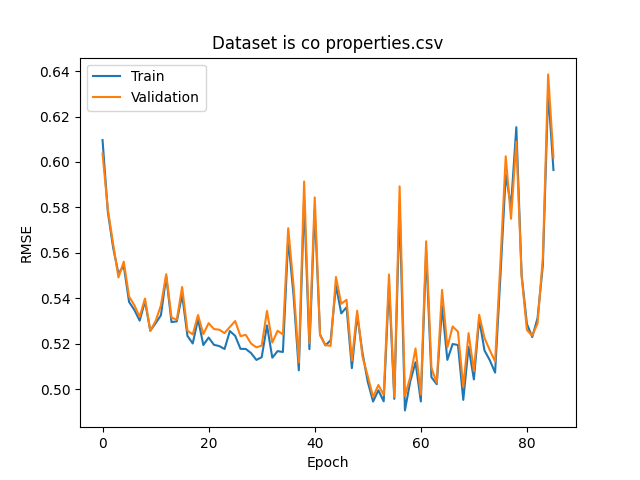 Dataset is co properties.csv
Train
Validation
RMSE
0.64
0.62
0.60
0.58
0.56
0.54
0.52
0.50
0 20 40 60 80
Epoch